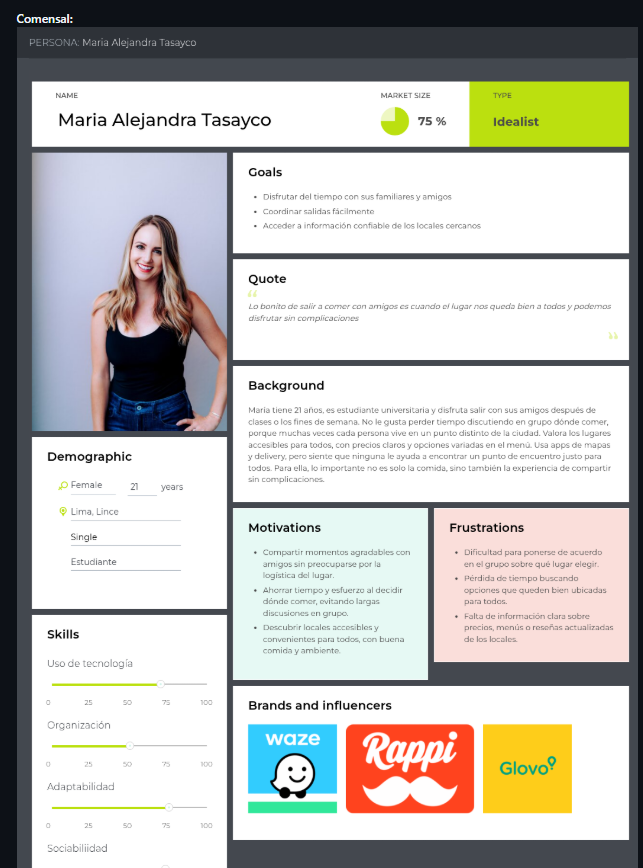 Comensal:
PERSONA: Maria Alejandra Tasayco
NAME
Maria Alejandra Tasayco
MARKET SIZE
75 %
TYPE
Idealist
Goals
Disfrutar del tiempo con sus familiares y amigos
Coordinar salidas fácilmente
Acceder a información confiable de los locales cercanos
Quote
Lo bonito de salir a comer con amigos es cuando el lugar nos queda bien a todos y podemos
disfrutar sin complicaciones
Background
María tiene 21 años, es estudiante universitaria y disfruta salir con sus amigos después de
clases o los fines de semana. No le gusta perder tiempo discutiendo en grupo dónde comer,
porque muchas veces cada persona vive en un punto distinto de la ciudad. Valora los lugares
accesibles para todos, con precios claros y opciones variadas en el menú. Usa apps de mapas
y delivery, pero siente que ninguna le ayuda a encontrar un punto de encuentro justo para
todos. Para ella, lo importante no es solo la comida, sino también la experiencia de compartir
sin complicaciones.
Demographic
Female 21 years
Lima, Lince
Single
Estudiante
Motivations
Compartir momentos agradables con
amigos sin preocuparse por la
logística del lugar.
Ahorrar tiempo y esfuerzo al decidir
dónde comer, evitando largas
discusiones en grupo.
Descubrir locales accesibles y
convenientes para todos, con buena
comida y ambiente.
Frustrations
Dificultad para ponerse de acuerdo
en el grupo sobre qué lugar elegir.
Pérdida de tiempo buscando
opciones que queden bien ubicadas
para todos.
Falta de información clara sobre
precios, menús o reseñas actualizadas
de los locales.
Skills
Uso de tecnología
0 25 50 75 100
Organización
0 25 50 75 100
Adaptabilidad
0 25 50 75 100
Sociabiliidad
Brands and influencers
waze
Rappi
Glovo